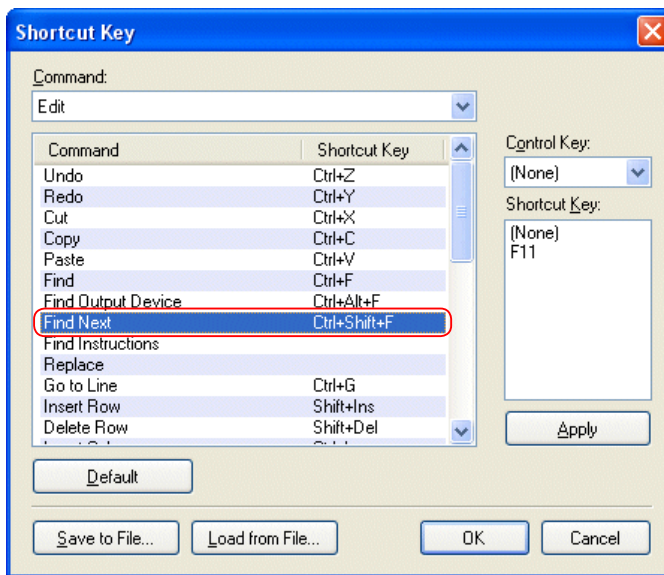 Shortcut Key
Command:
Edit
Command Shortcut Key
Undo Ctrl+Z
Redo Ctrl+Y
Cut Ctrl+X
Copy Ctrl+C
Paste Ctrl+V
Find Ctrl+F
Find Output Device Ctrl+Alt+F
Find Next Ctrl+Shift+F
Find Instructions
Replace
Go to Line Ctrl+G
Insert Row Shift+Ins
Delete Row Shift+Del
Control Key:
(None)
Shortcut Key:
(None)
F11
Apply
Default
Save to File... Load from File... OK Cancel